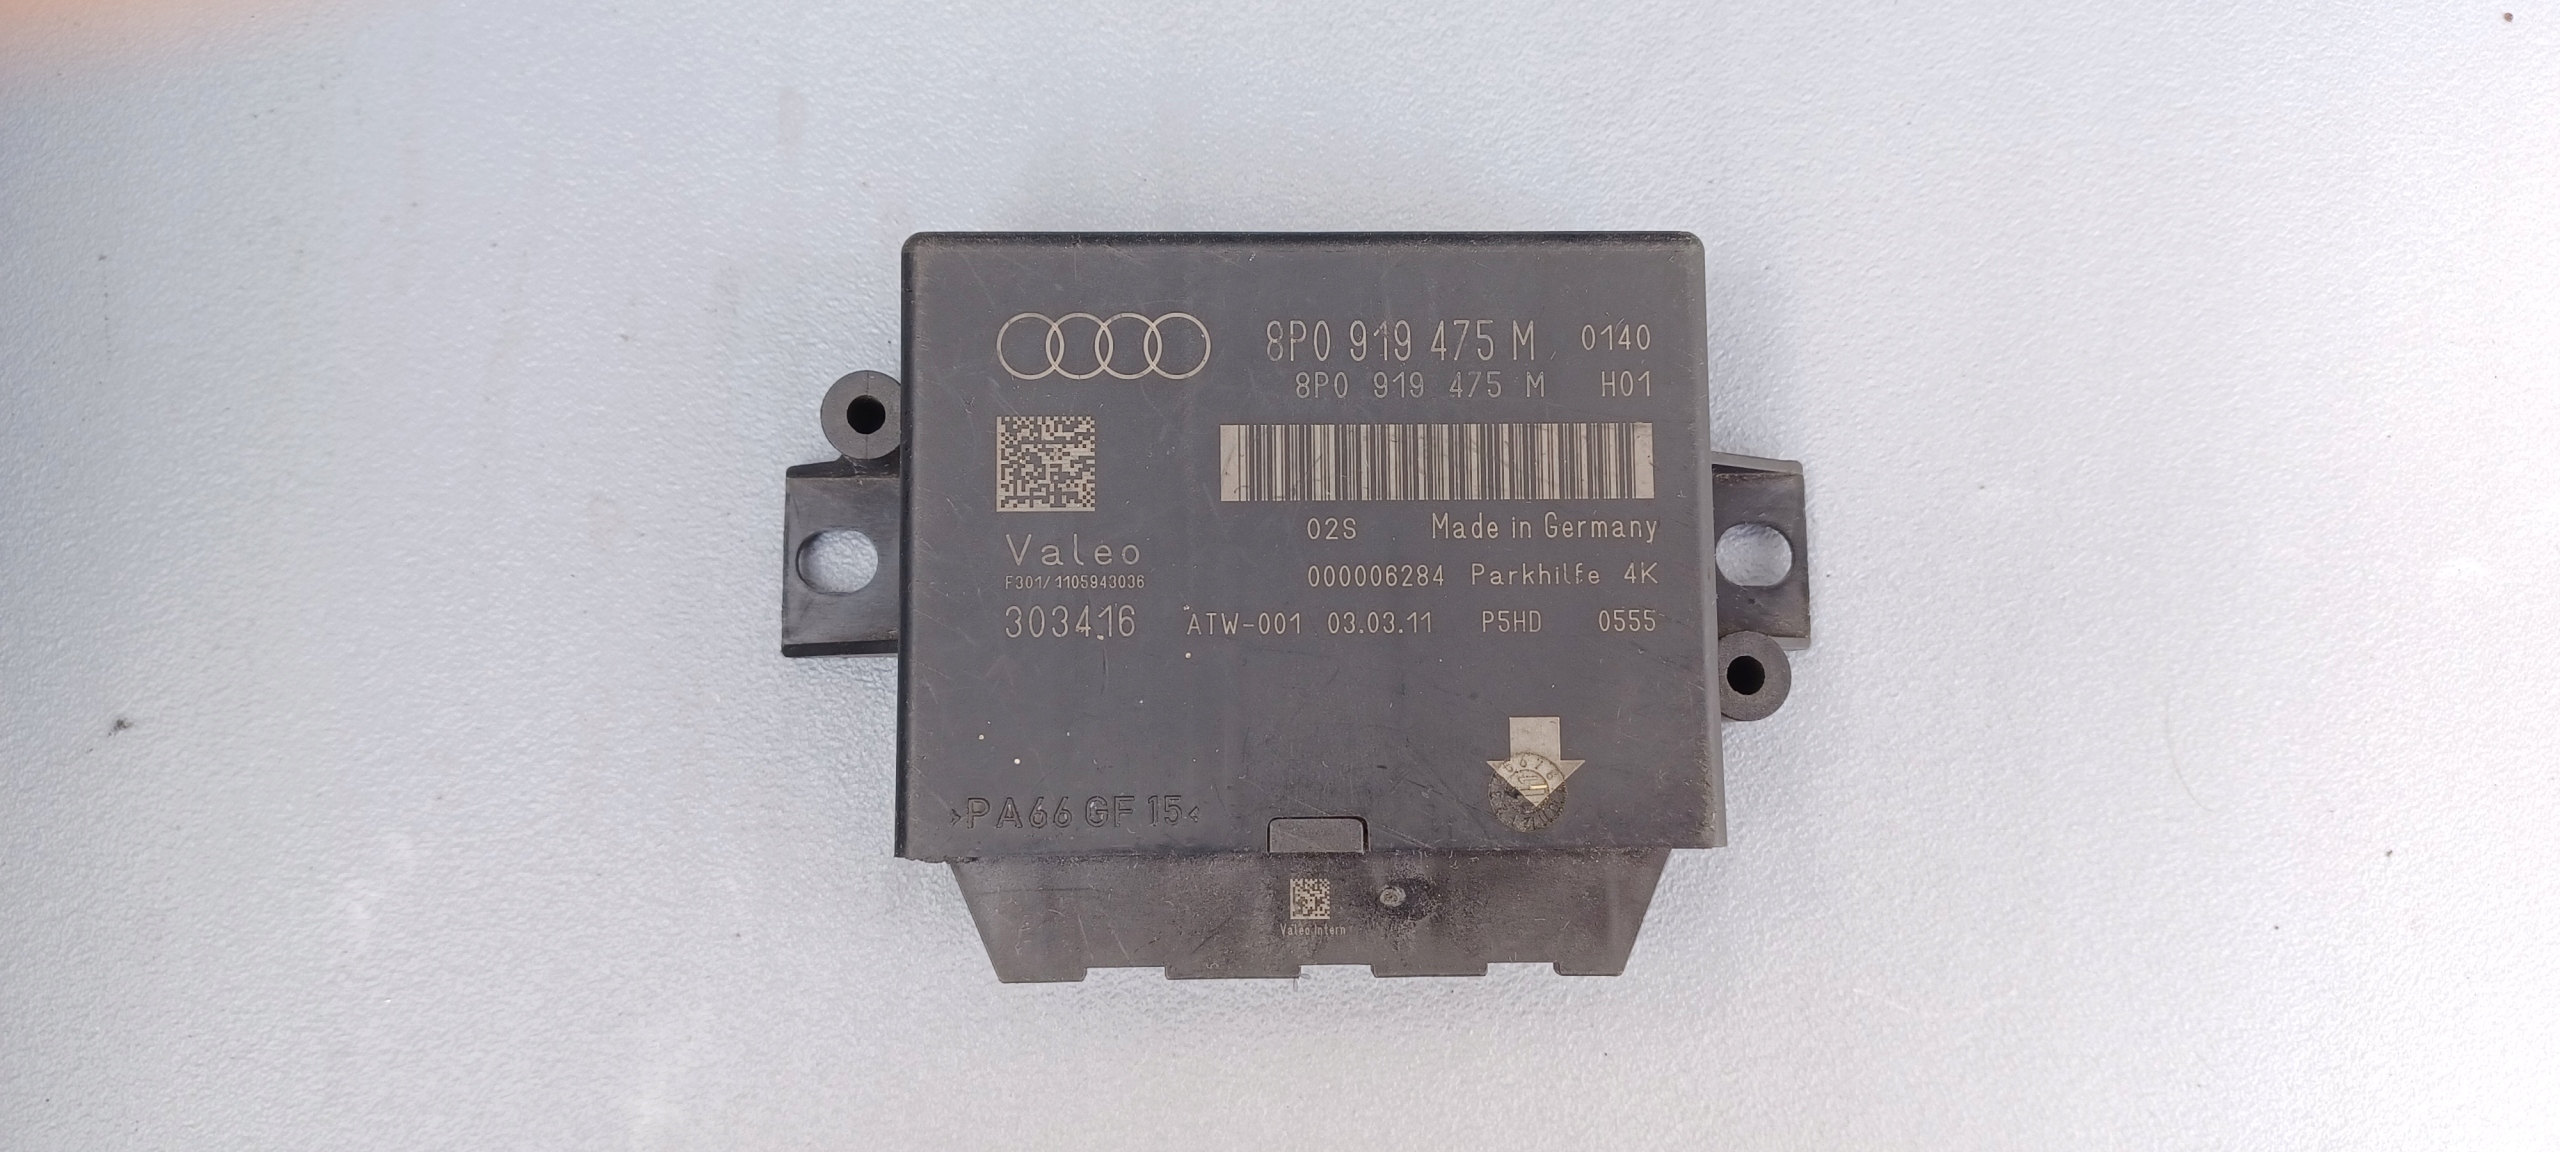 8P0 919 475 M 0140
8P0 919 475 M H01
02S Made in Germany
Valeo
F301/1105943036
000006284 Parkhilfe 4K
303416 ATW-001 03.03.11 P5HD 0555
>PA66 GF 15<
Valeo Intern